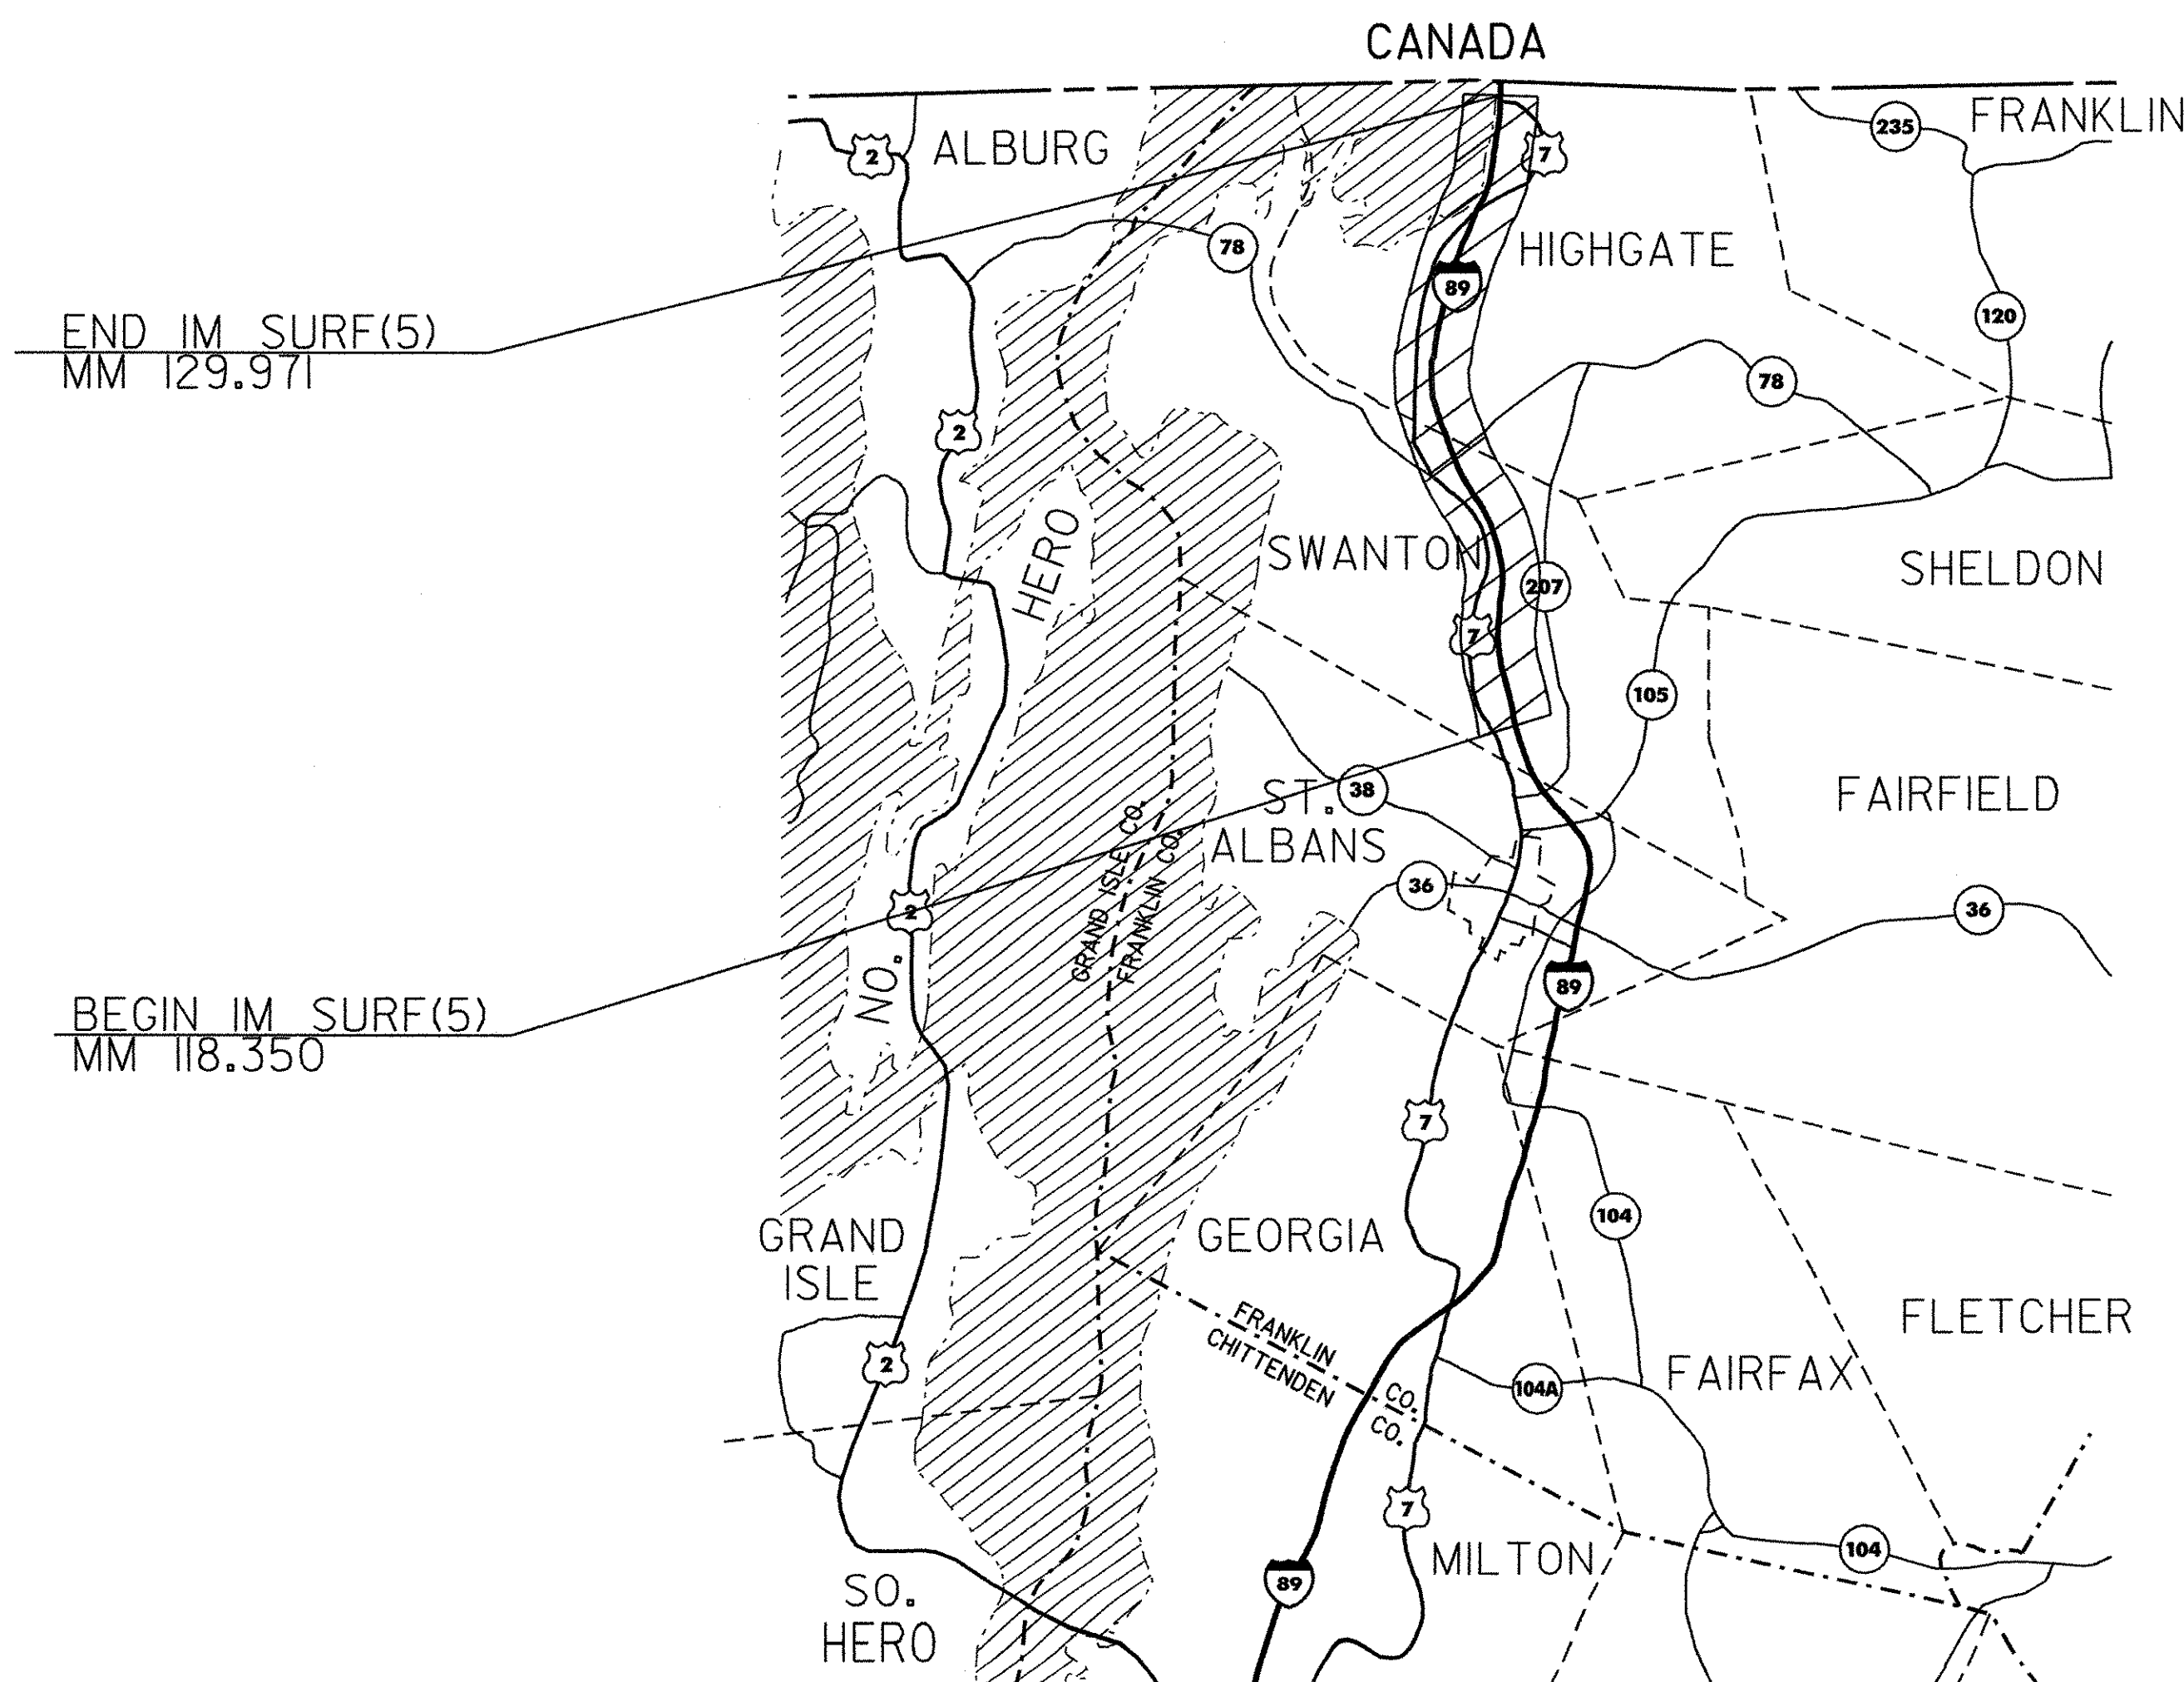 CANADA
235
FRANKLIN
2
ALBURG
7
78
HIGHGATE
89
120
END IM SURF(5)
MM 129.971
78
2
HERO
SWANTON
SHELDON
207
7
105
38
ST.
ALBANS
FAIRFIELD
GRAND ISLE CO.
FRANKLIN CO.
36
2
36
NO.
89
BEGIN IM SURF(5)
MM 118.350
7
104
GRAND
ISLE
GEORGIA
FRANKLIN CO.
CHITTENDEN CO.
FLETCHER
2
104A
FAIRFAX
7
MILTON
104
89
SO.
HERO